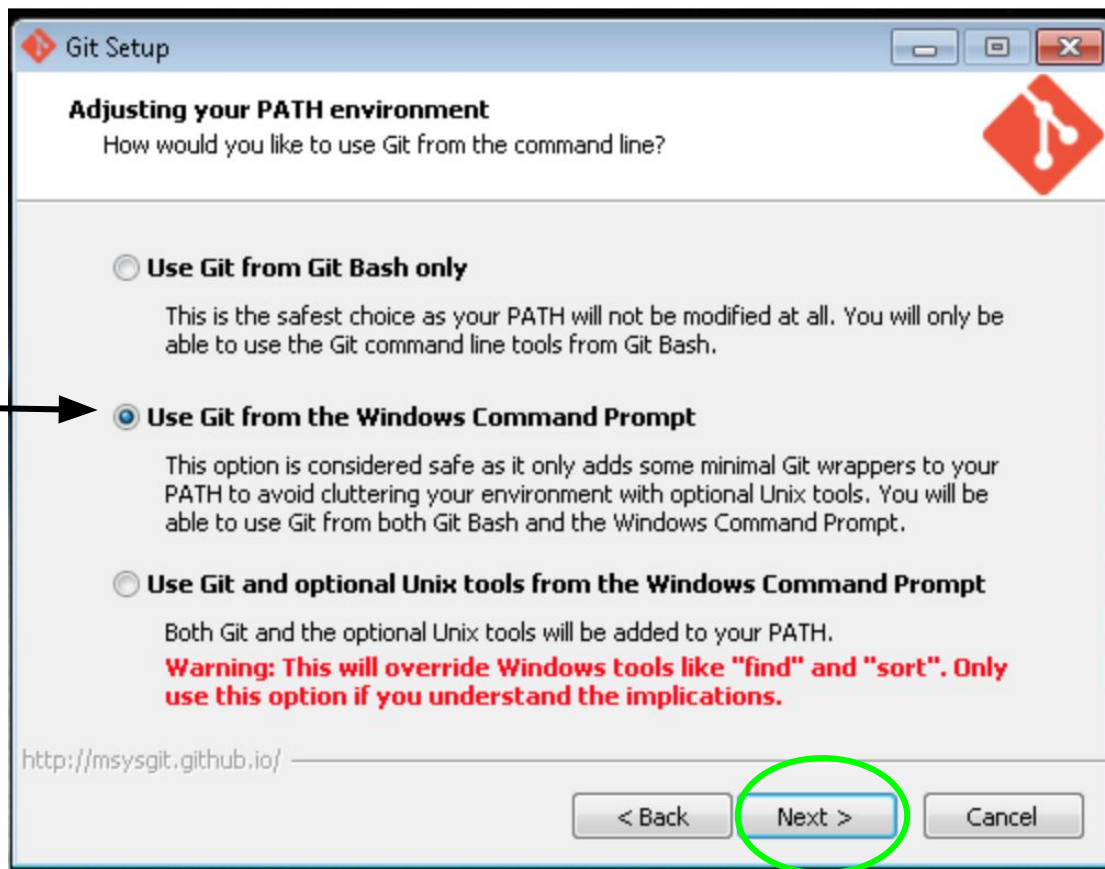 Git Setup
Adjusting your PATH environment
How would you like to use Git from the command line?
Use Git from Git Bash only
This is the safest choice as your PATH will not be modified at all. You will only be
able to use the Git command line tools from Git Bash.
Use Git from the Windows Command Prompt
This option is considered safe as it only adds some minimal Git wrappers to your
PATH to avoid cluttering your environment with optional Unix tools. You will be
able to use Git from both Git Bash and the Windows Command Prompt.
Use Git and optional Unix tools from the Windows Command Prompt
Both Git and the optional Unix tools will be added to your PATH.
Warning: This will override Windows tools like "find" and "sort". Only
use this option if you understand the implications.
http://msysgit.github.io/
< Back Next > Cancel